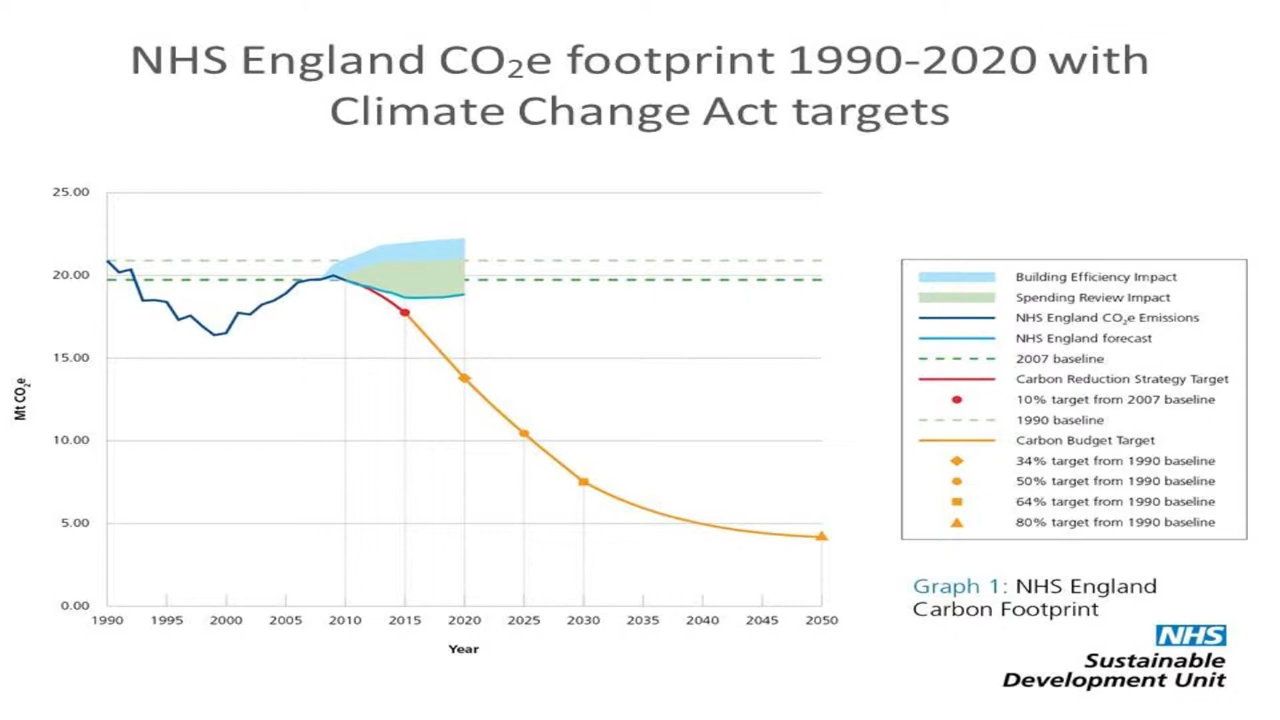 NHS England CO₂e footprint 1990-2020 with
Climate Change Act targets
25.00
20.00
15.00
10.00
5.00
0.00
Mt CO₂e
1990 1995 2000 2005 2010 2015 2020 2025 2030 2035 2040 2045 2050
Year
Building Efficiency Impact
Spending Review Impact
NHS England CO₂e Emissions
NHS England forecast
2007 baseline
Carbon Reduction Strategy Target
10% target from 2007 baseline
1990 baseline
Carbon Budget Target
34% target from 1990 baseline
50% target from 1990 baseline
64% target from 1990 baseline
80% target from 1990 baseline
Graph 1: NHS England
Carbon Footprint
NHS
Sustainable
Development Unit